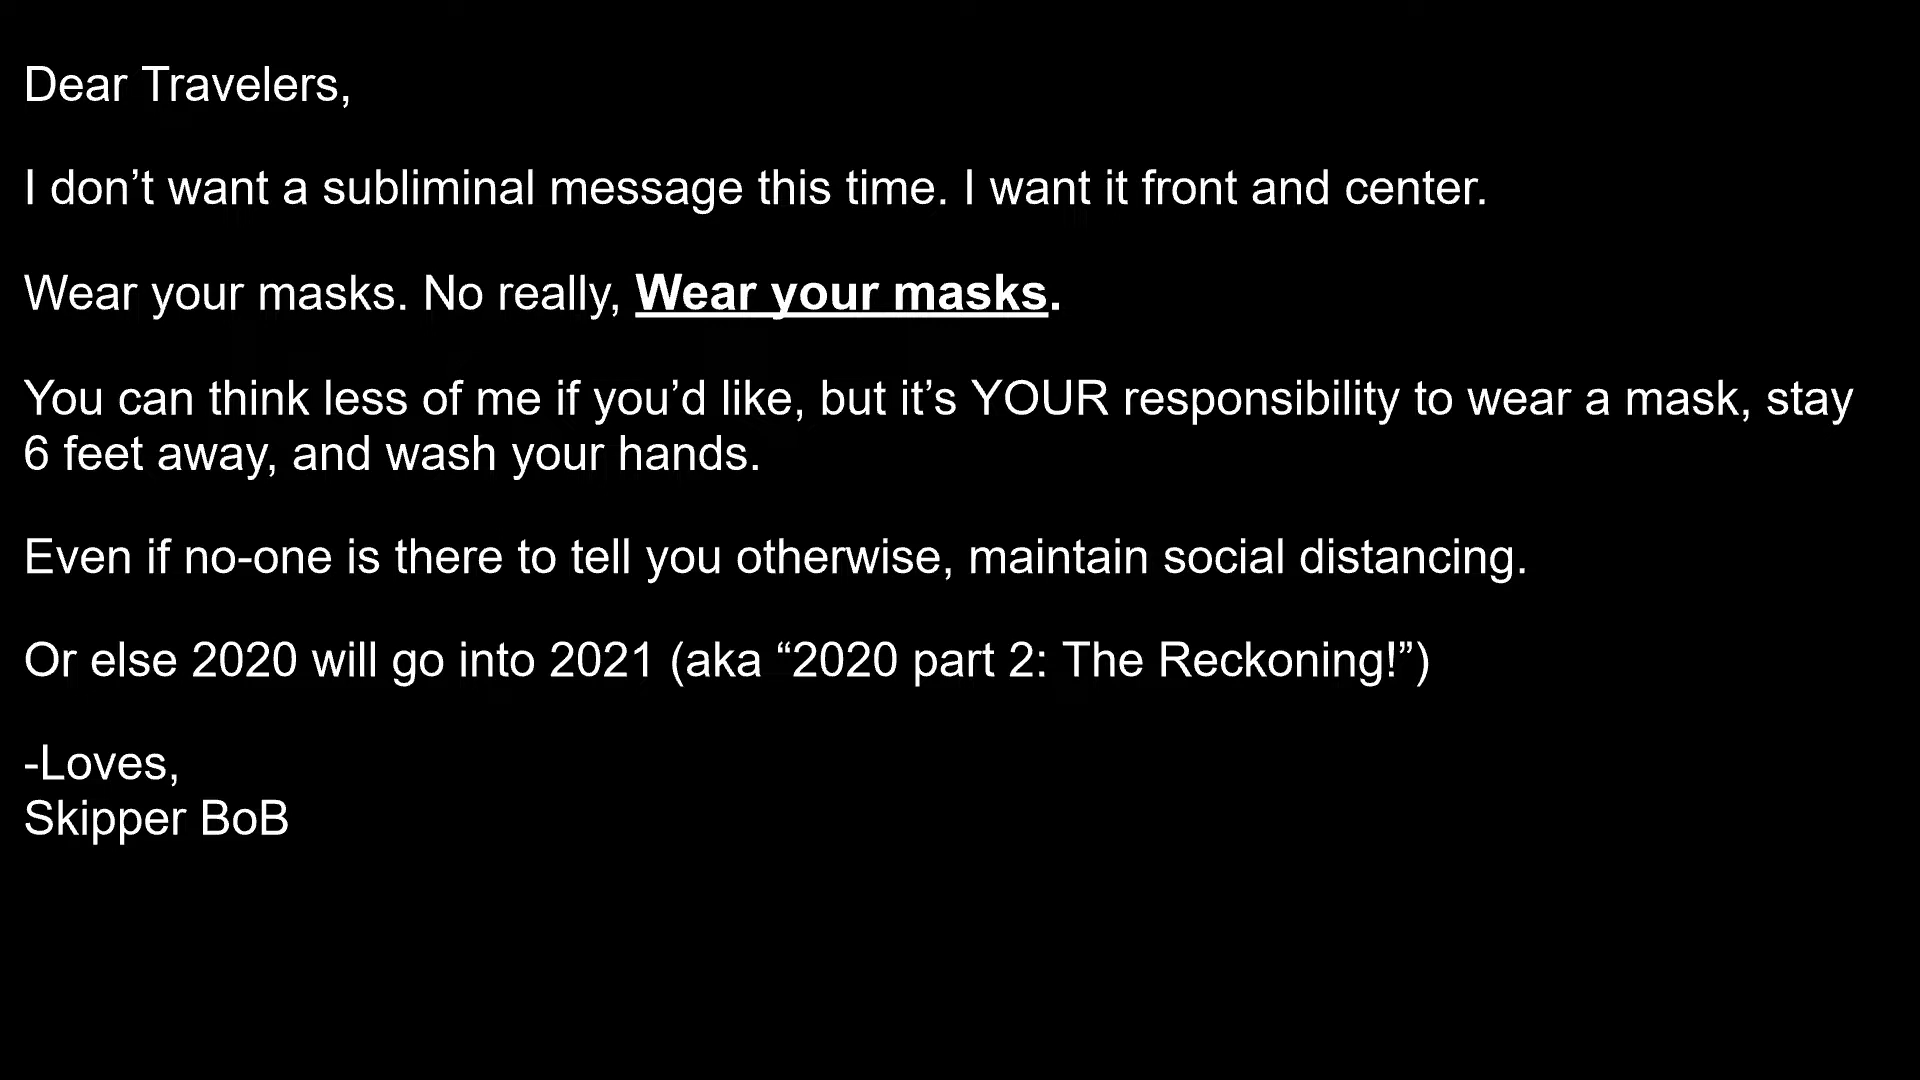 Dear Travelers,
I don’t want a subliminal message this time. I want it front and center.
Wear your masks. No really, Wear your masks.
You can think less of me if you’d like, but it’s YOUR responsibility to wear a mask, stay
6 feet away, and wash your hands.
Even if no-one is there to tell you otherwise, maintain social distancing.
Or else 2020 will go into 2021 (aka “2020 part 2: The Reckoning!”)
-Loves,
Skipper BoB